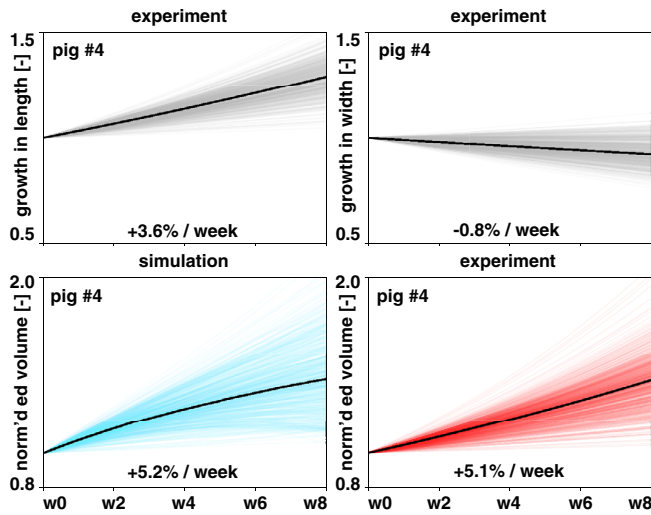 experiment
experiment
1.5
pig #4
growth in length [-]
+3.6% / week
0.5
1.5
pig #4
growth in width [-]
-0.8% / week
0.5
simulation
experiment
2.0
pig #4
norm'd ed volume [-]
+5.2% / week
0.8
w0 w2 w4 w6 w8
2.0
pig #4
norm'd ed volume [-]
+5.1% / week
0.8
w0 w2 w4 w6 w8